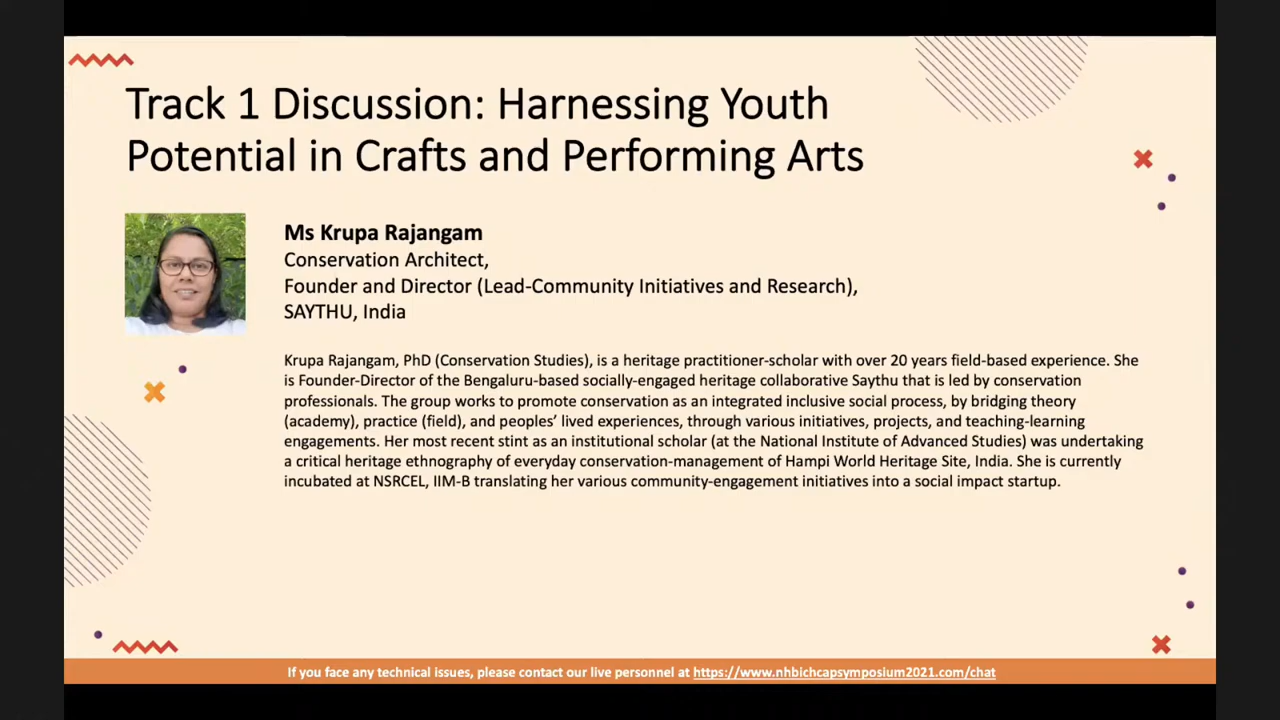 Track 1 Discussion: Harnessing Youth
Potential in Crafts and Performing Arts
Ms Krupa Rajangam
Conservation Architect,
Founder and Director (Lead-Community Initiatives and Research),
SAYTHU, India
Krupa Rajangam, PhD (Conservation Studies), is a heritage practitioner-scholar with over 20 years field-based experience. She
is Founder-Director of the Bengaluru-based socially-engaged heritage collaborative Saythu that is led by conservation
professionals. The group works to promote conservation as an integrated inclusive social process, by bridging theory
(academy), practice (field), and peoples’ lived experiences, through various initiatives, projects, and teaching-learning
engagements. Her most recent stint as an institutional scholar (at the National Institute of Advanced Studies) was undertaking
a critical heritage ethnography of everyday conservation-management of Hampi World Heritage Site, India. She is currently
incubated at NSRCEL, IIM-B translating her various community-engagement initiatives into a social impact startup.
If you face any technical issues, please contact our live personnel at https://www.nhbichcapsymposium2021.com/chat